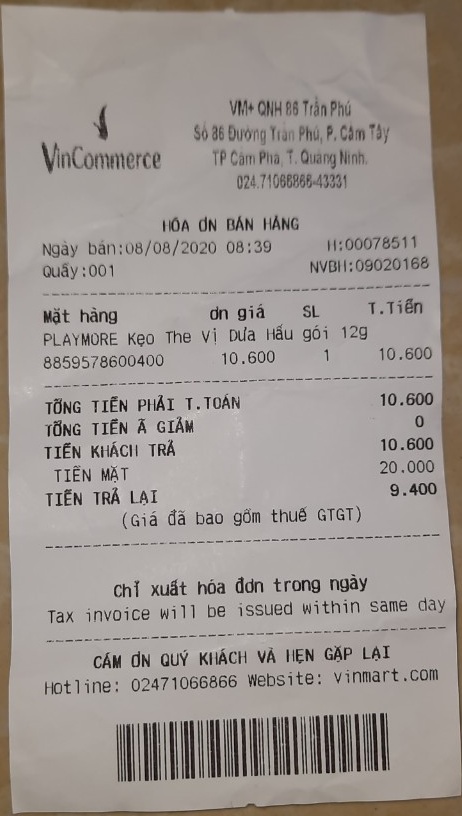 VinCommerce
VM+ QNH 86 Trần Phú
Số 86 Đường Trần Phú, P. Cẩm Tây
TP Cẩm Phả, T. Quảng Ninh.
024.71066866-43331
HÓA ƠN BÁN HÀNG
Ngày bán:08/08/2020 08:39 H:00078511
Quầy:001 NVBH:09020168
Mặt hàng ơn giá SL T.Tiền
PLAYMORE Kẹo The Vị Dưa Hấu gói 12g
8859578600400 10.600 1 10.600
TỔNG TIỀN PHẢI T.TOÁN 10.600
TỔNG TIỀN Ã GIẢM 0
TIỀN KHÁCH TRẢ 10.600
TIỀN MẶT 20.000
TIỀN TRẢ LẠI 9.400
(Giá đã bao gồm thuế GTGT)
Chỉ xuất hóa đơn trong ngày
Tax invoice will be issued within same day
CẢM ƠN QUÝ KHÁCH VÀ HẸN GẶP LẠI
Hotline: 02471066866 Website: vinmart.com